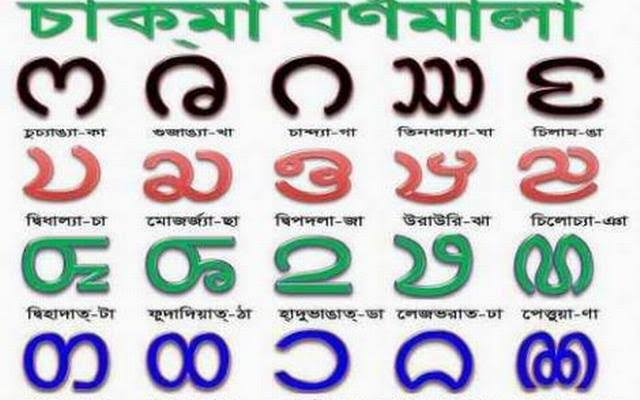 চাক্‌মা বর্ণমালা
𑄇 𑄈 𑄉 𑄊 𑄋
চুচ্যাঙ্যা-কা গুজাঙ্যা-খা চান্দ্যা-গা তিনধাল্যা-ঘা চিলাম-ঙা
𑄌 𑄍 𑄎 𑄏 𑄐
দ্বিধাল্যা-চা মোজর্জ্যা-ছা দ্বিপদলা-জা উরাউরি-ঝা চিলোচ্যা-ঞা
𑄑 𑄒 𑄓 𑄔 𑄕
দ্বিহাদাত্-টা ফুদাদিয়াত্-ঠা হাদুভাঙাত্-ডা লেজভরাত-ঢা পেত্তুয়া-ণা
𑄖 𑄗 𑄘 𑄙 𑄚